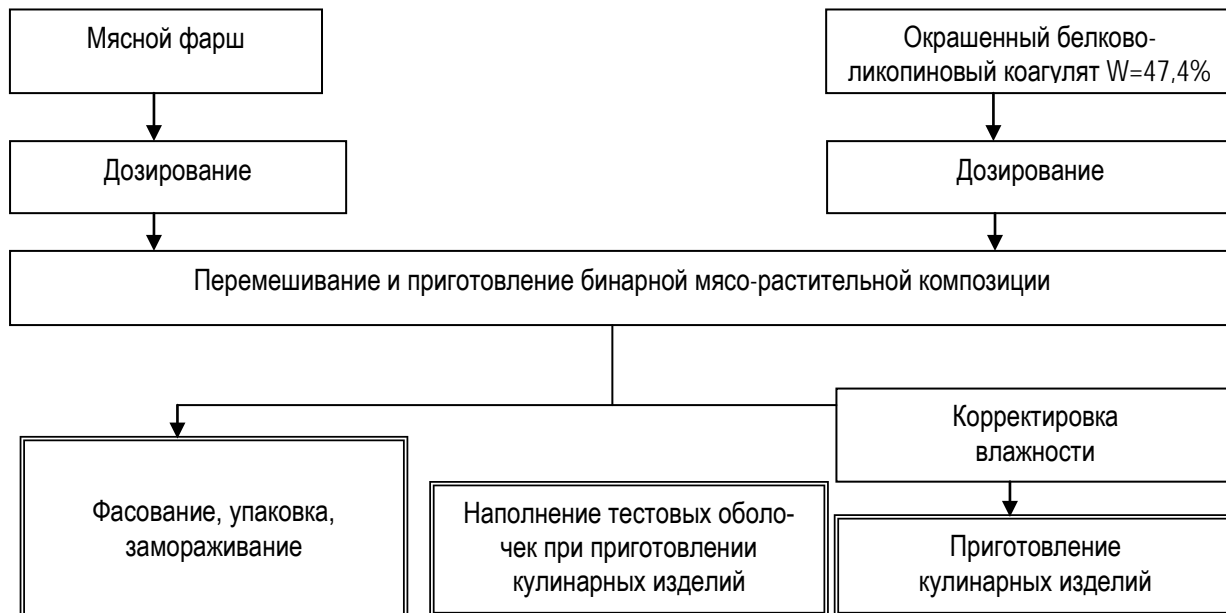 Мясной фарш
Окрашенный белково-
ликопиновый коагулят W=47,4%
Дозирование
Дозирование
Перемешивание и приготовление бинарной мясо-растительной композиции
Корректировка
влажности
Фасование, упаковка,
замораживание
Наполнение тестовых оболо-
чек при приготовлении
кулинарных изделий
Приготовление
кулинарных изделий